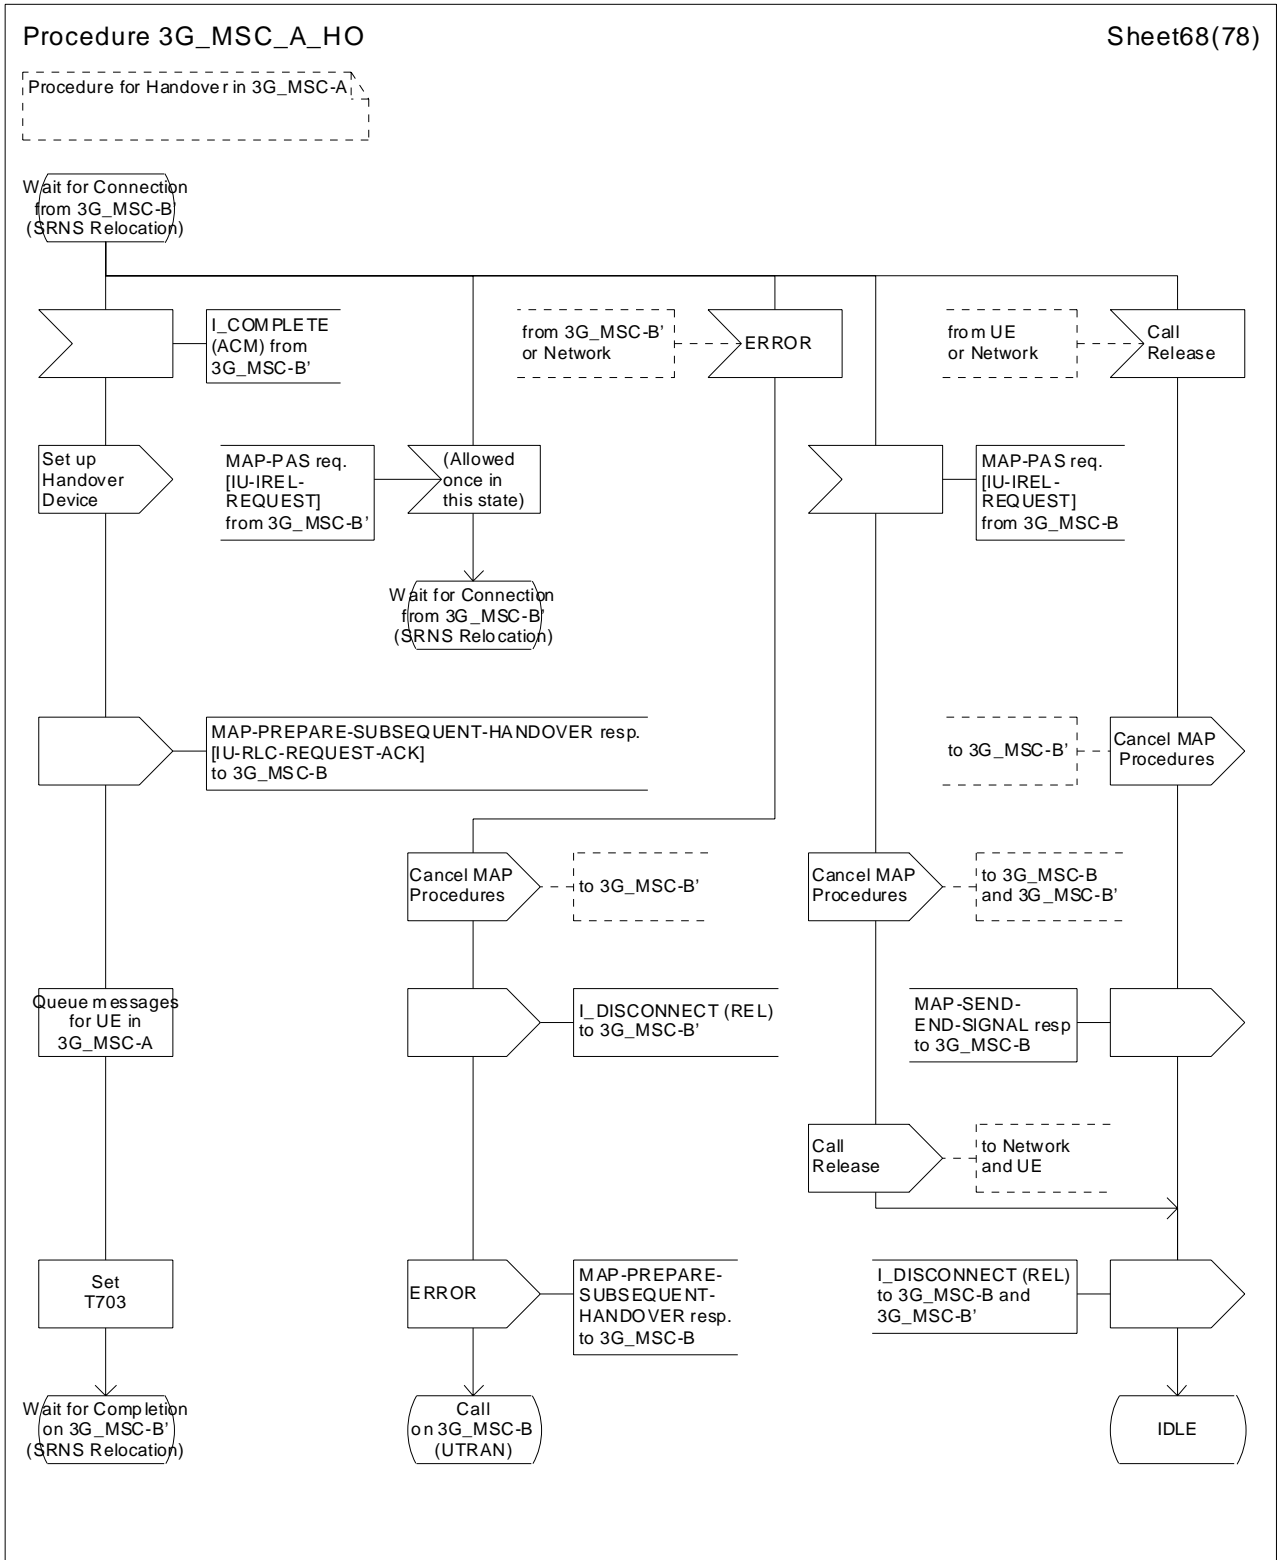 Procedure 3G_MSC_A_HO
Sheet68(78)
Procedure for Handover in 3G_MSC-A
Wait for Connection
from 3G_MSC-B'
(SRNS Relocation)
I_COMPLETE
(ACM) from
3G_MSC-B’
from 3G_MSC-B’
or Network
ERROR
from UE
or Network
Call
Release
Set up
Handover
Device
MAP-PAS req.
[IU-IREL-
REQUEST]
from 3G_MSC-B’
(Allowed
once in
this state)
MAP-PAS req.
[IU-IREL-
REQUEST]
from 3G_MSC-B
Wait for Connection
from 3G_MSC-B'
(SRNS Relocation)
MAP-PREPARE-SUBSEQUENT-HANDOVER resp.
[IU-RLC-REQUEST-ACK]
to 3G_MSC-B
to 3G_MSC-B’
Cancel MAP
Procedures
Cancel MAP
Procedures
to 3G_MSC-B’
Cancel MAP
Procedures
to 3G_MSC-B
and 3G_MSC-B’
Queue messages
for UE in
3G_MSC-A
I_DISCONNECT (REL)
to 3G_MSC-B’
MAP-SEND-
END-SIGNAL resp
to 3G_MSC-B
Call
Release
to Network
and UE
Set
T703
ERROR
MAP-PREPARE-
SUBSEQUENT-
HANDOVER resp.
to 3G_MSC-B
I_DISCONNECT (REL)
to 3G_MSC-B and
3G_MSC-B’
Wait for Completion
on 3G_MSC-B’
(SRNS Relocation)
Call
on 3G_MSC-B
(UTRAN)
IDLE